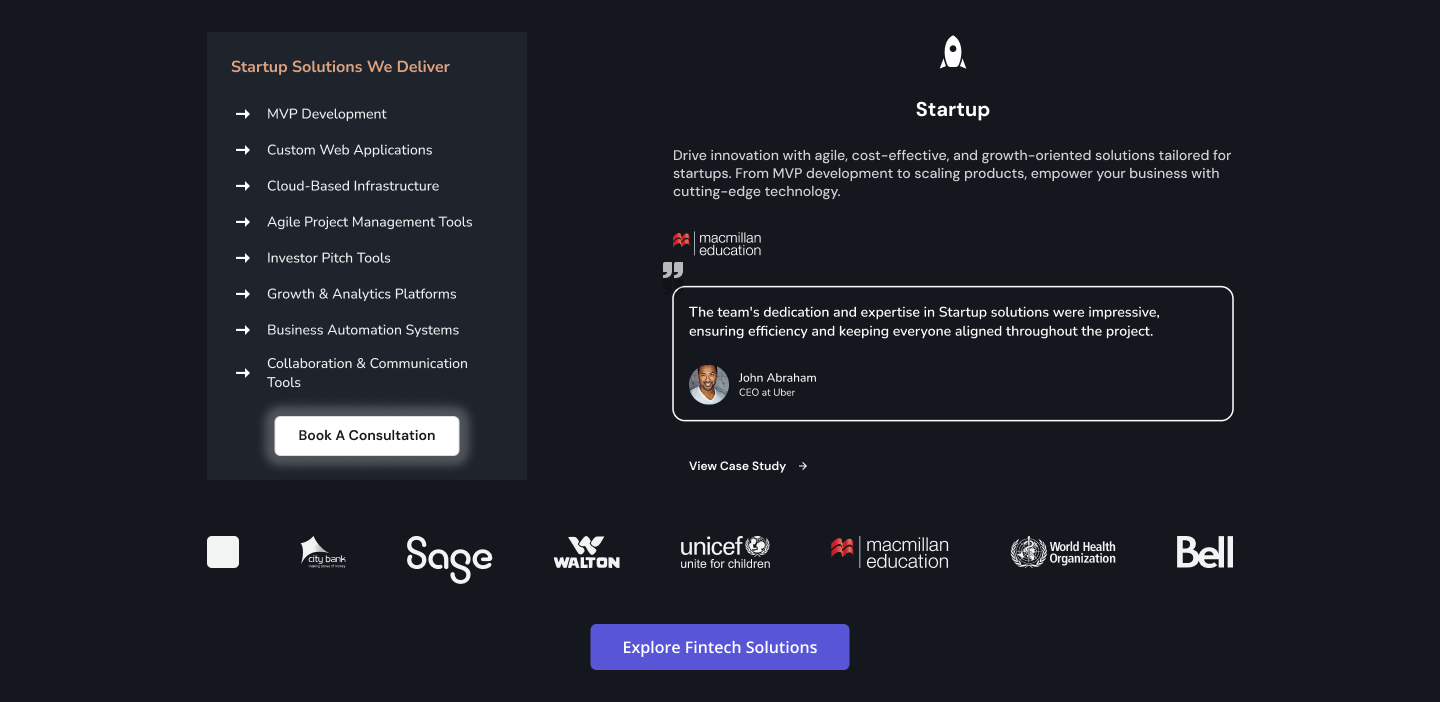 Startup Solutions We Deliver
MVP Development
Custom Web Applications
Cloud-Based Infrastructure
Agile Project Management Tools
Investor Pitch Tools
Growth & Analytics Platforms
Business Automation Systems
Collaboration & Communication
Tools
Book A Consultation
Startup
Drive innovation with agile, cost-effective, and growth-oriented solutions tailored for
startups. From MVP development to scaling products, empower your business with
cutting-edge technology.
macmillan
education
The team's dedication and expertise in Startup solutions were impressive,
ensuring efficiency and keeping everyone aligned throughout the project.
John Abraham
CEO at Uber
View Case Study
city bank
making sense of money
Sage
WALTON
unicef
unite for children
macmillan
education
World Health
Organization
Bell
Explore Fintech Solutions